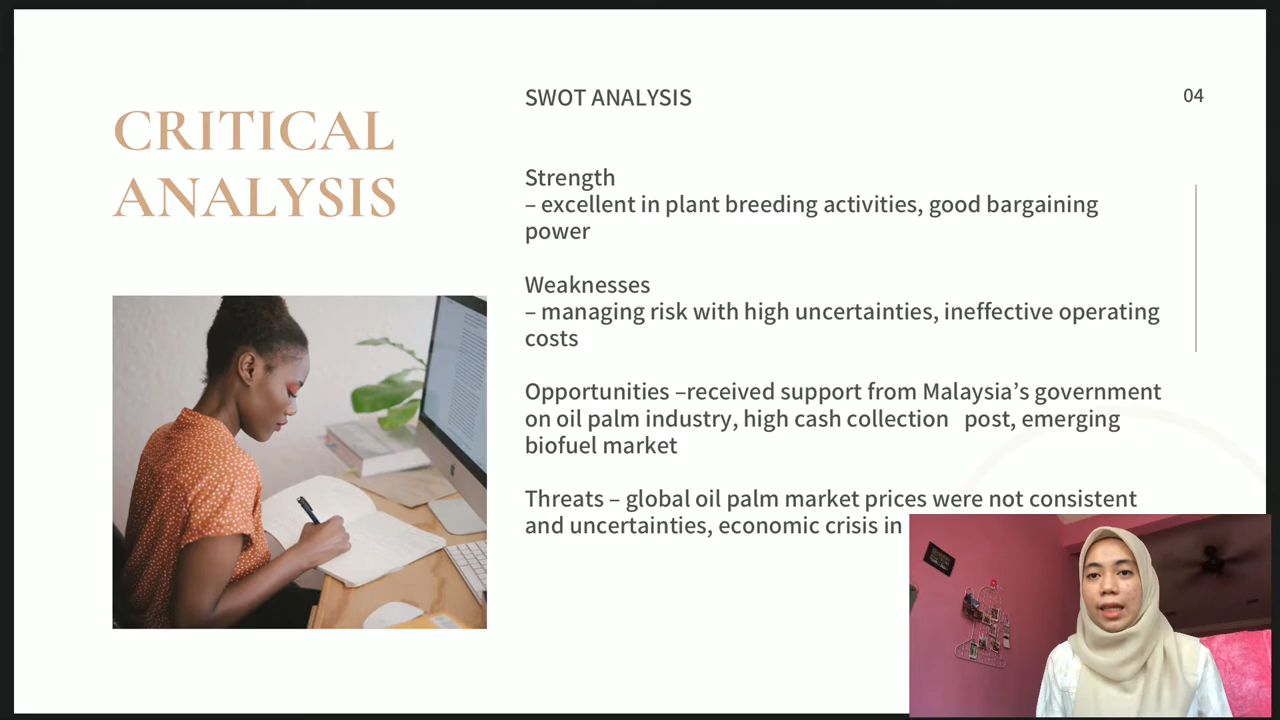 CRITICAL
ANALYSIS
SWOT ANALYSIS
04
Strength
– excellent in plant breeding activities, good bargaining
power
Weaknesses
– managing risk with high uncertainties, ineffective operating
costs
Opportunities –received support from Malaysia’s government
on oil palm industry, high cash collection   post, emerging
biofuel market
Threats – global oil palm market prices were not consistent
and uncertainties, economic crisis in